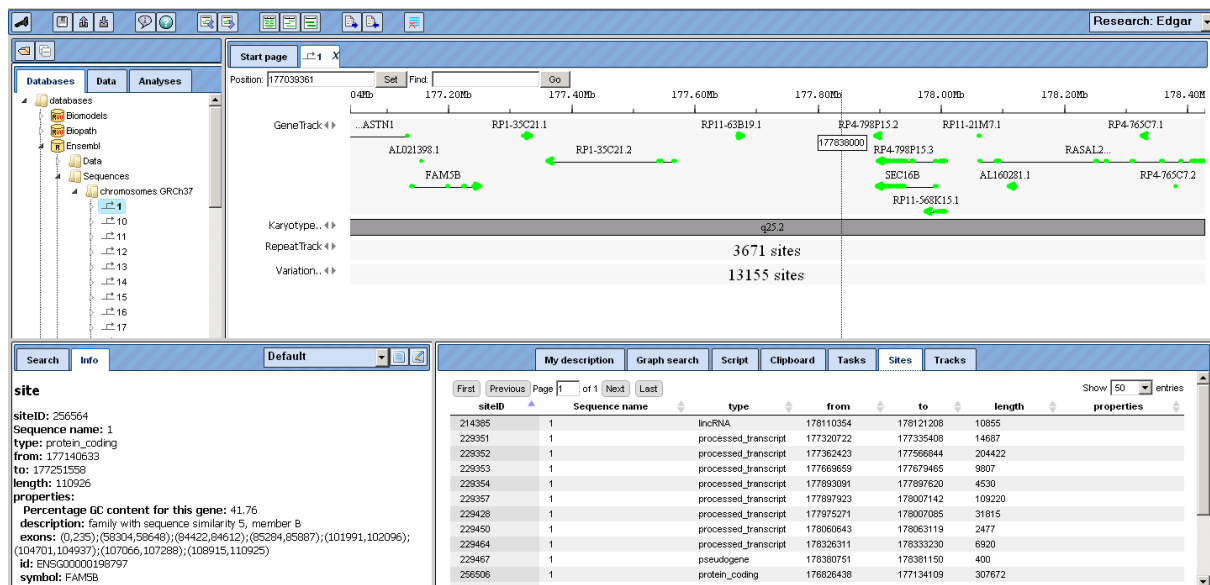 Research: Edgar
Start page 1 X
Databases Data Analyses
Position: 177039361 Set Find: Go
databases
Biomodels
Biopath
Ensembl
Data
Sequences
chromosomes GRCh37
1
10
11
12
13
14
15
16
17
04Mb 177.20Mb 177.40Mb 177.60Mb 177.80Mb 178.00Mb 178.20Mb 178.40M
GeneTrack ...ASTN1 RP1-35C21.1 RP11-63B19.1 RP4-798P15.2 RP11-21M7.1 RP4-765C7.1
177838000
AL021398.1 RP1-35C21.2 RP4-798P15.3 RASAL2...
FAM5B SEC16B AL160281.1 RP4-765C7.2
RP11-568K15.1
Karyotype.. q25.2
RepeatTrack 3671 sites
Variation.. 13155 sites
Search Info Default
site
siteID: 256564
Sequence name: 1
type: protein_coding
from: 177140633
to: 177251558
length: 110926
properties:
Percentage GC content for this gene: 41.76
description: family with sequence similarity 5, member B
exons: (0,235);(58304,58648);(84422,84612);(85284,85887);(101991,102096);
(104701,104937);(107066,107288);(108915,110925)
id: ENSG00000198797
symbol: FAM5B
My description Graph search Script Clipboard Tasks Sites Tracks
First Previous Page 1 of 1 Next Last Show 50 entries
siteID Sequence name type from to length properties
214385 1 lincRNA 178110354 178121208 10855
229351 1 processed_transcript 177320722 177335408 14687
229352 1 processed_transcript 177362423 177566844 204422
229353 1 processed_transcript 177669659 177679465 9807
229354 1 processed_transcript 177893091 177897620 4530
229357 1 processed_transcript 177897923 178007142 109220
229428 1 processed_transcript 177975271 178007085 31815
229450 1 processed_transcript 178060643 178063119 2477
229464 1 processed_transcript 178326311 178333230 6920
229467 1 pseudogene 178380751 178381150 400
256506 1 protein_coding 176826438 177134109 307672